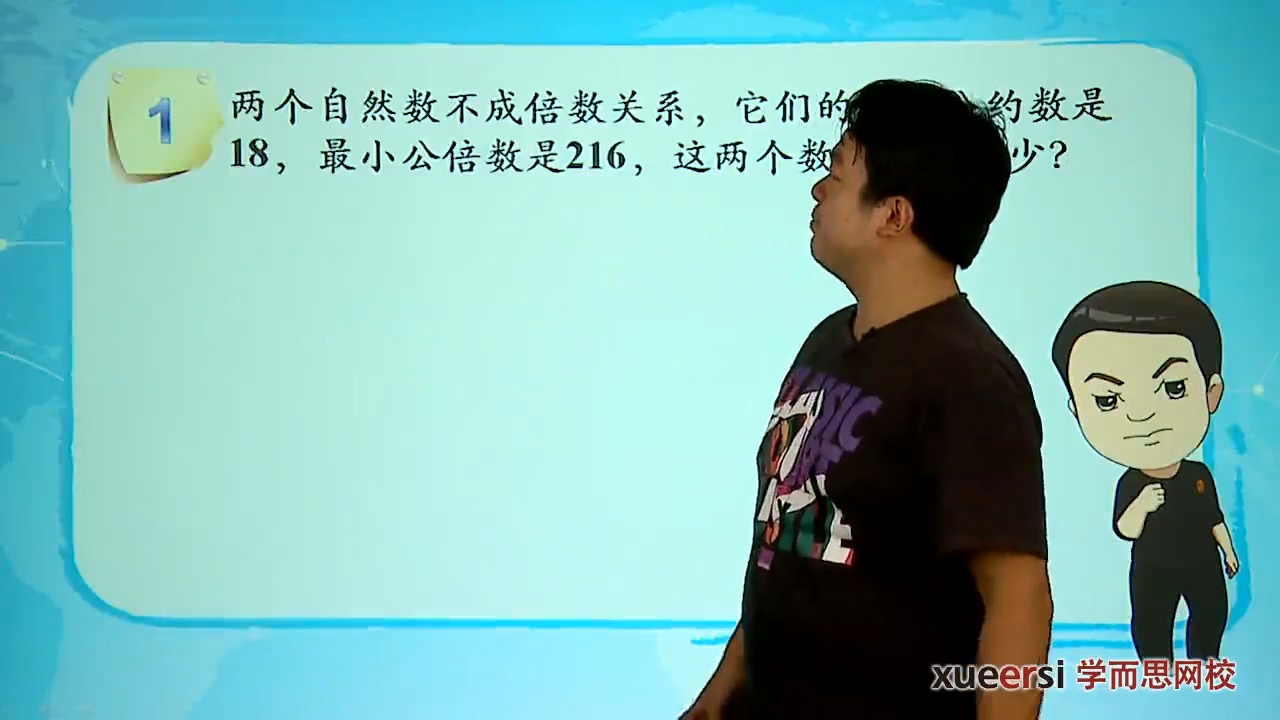 1
两个自然数不成倍数关系，它们的 约数是
18，最小公倍数是216，这两个数 少？
xueersi 学而思网校